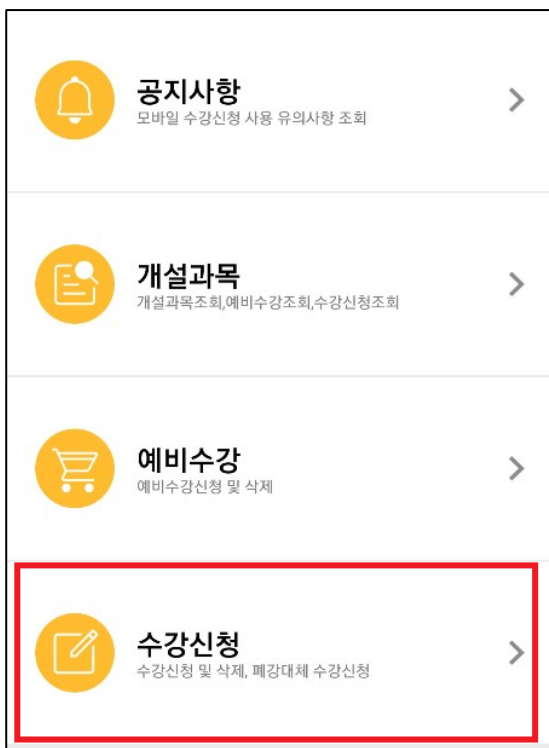 공지사항
모바일 수강신청 사용 유의사항 조회
개설과목
개설과목조회,예비수강조회,수강신청조회
예비수강
예비수강신청 및 삭제
수강신청
수강신청 및 삭제, 폐강대체 수강신청